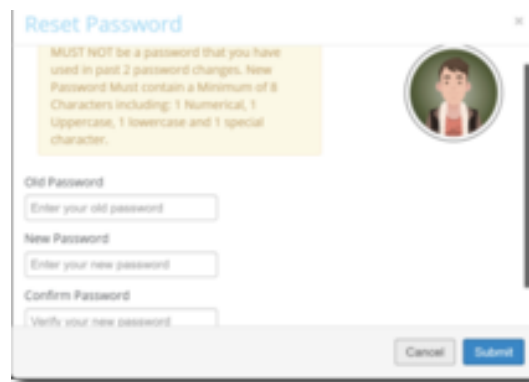 Reset Password
×
MUST NOT be a password that you have
used in past 2 password changes. New
Password Must contain a Minimum of 8
Characters including: 1 Numerical, 1
Uppercase, 1 lowercase and 1 special
character.
Old Password
Enter your old password
New Password
Enter your new password
Confirm Password
Verify your new password
Cancel Submit